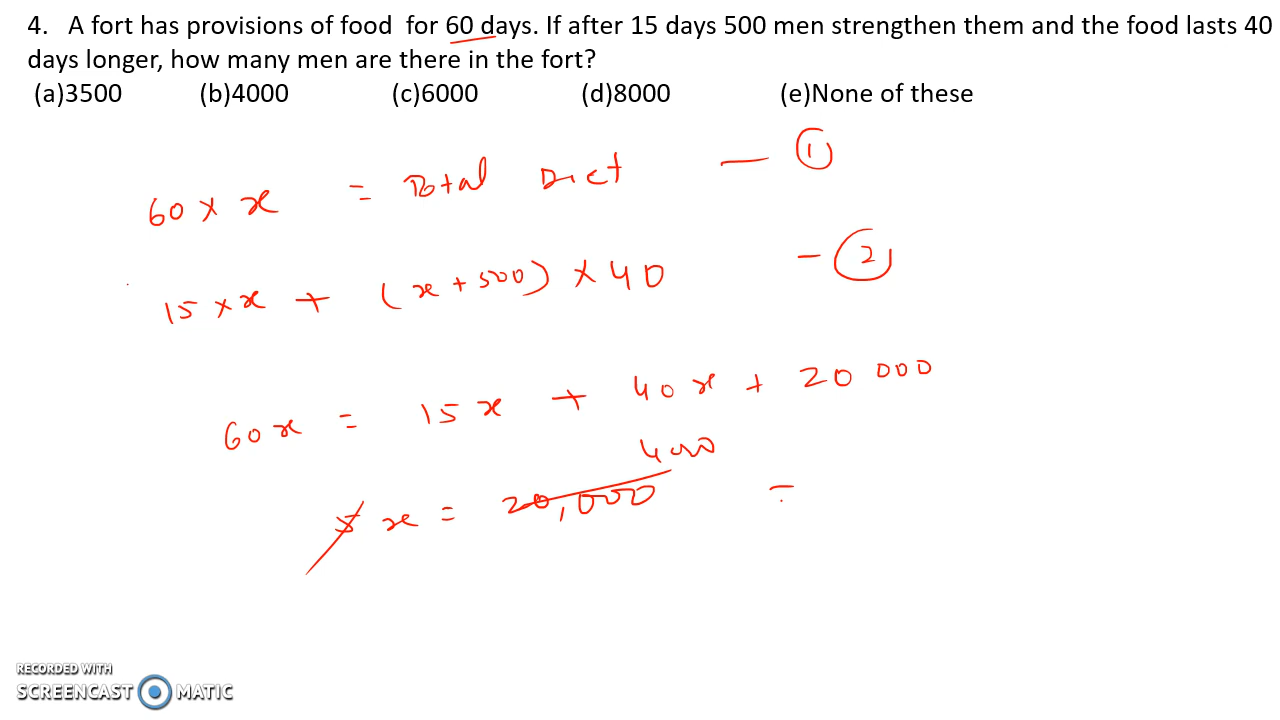 4. A fort has provisions of food for 60 days. If after 15 days 500 men strengthen them and the food lasts 40
days longer, how many men are there in the fort?
(a)3500 (b)4000 (c)6000 (d)8000 (e)None of these
60 × x = Total Diet — ①
15 × x + (x + 500) × 40 - ②
60x = 15x + 40x + 20 000
4000
5x = 20,000 =
RECORDED WITH
SCREENCAST MATIC